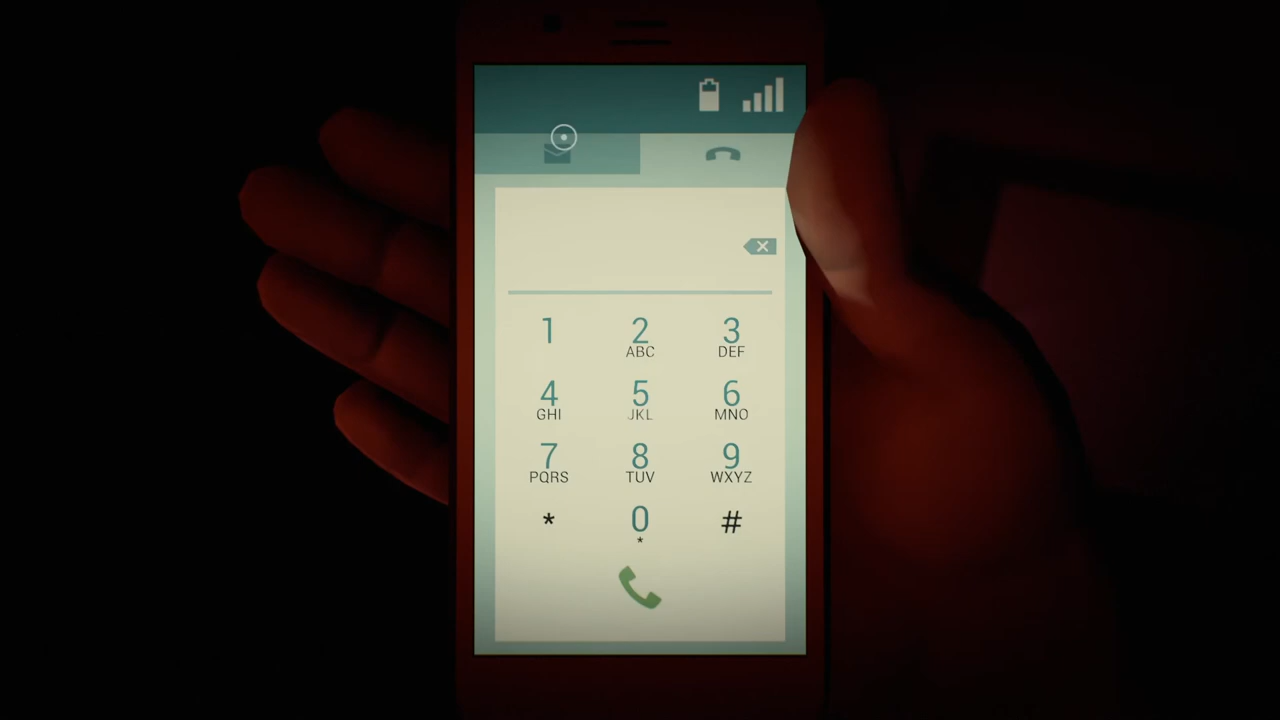 1 2 3
ABC DEF
4 5 6
GHI JKL MNO
7 8 9
PQRS TUV WXYZ
* 0 #
*